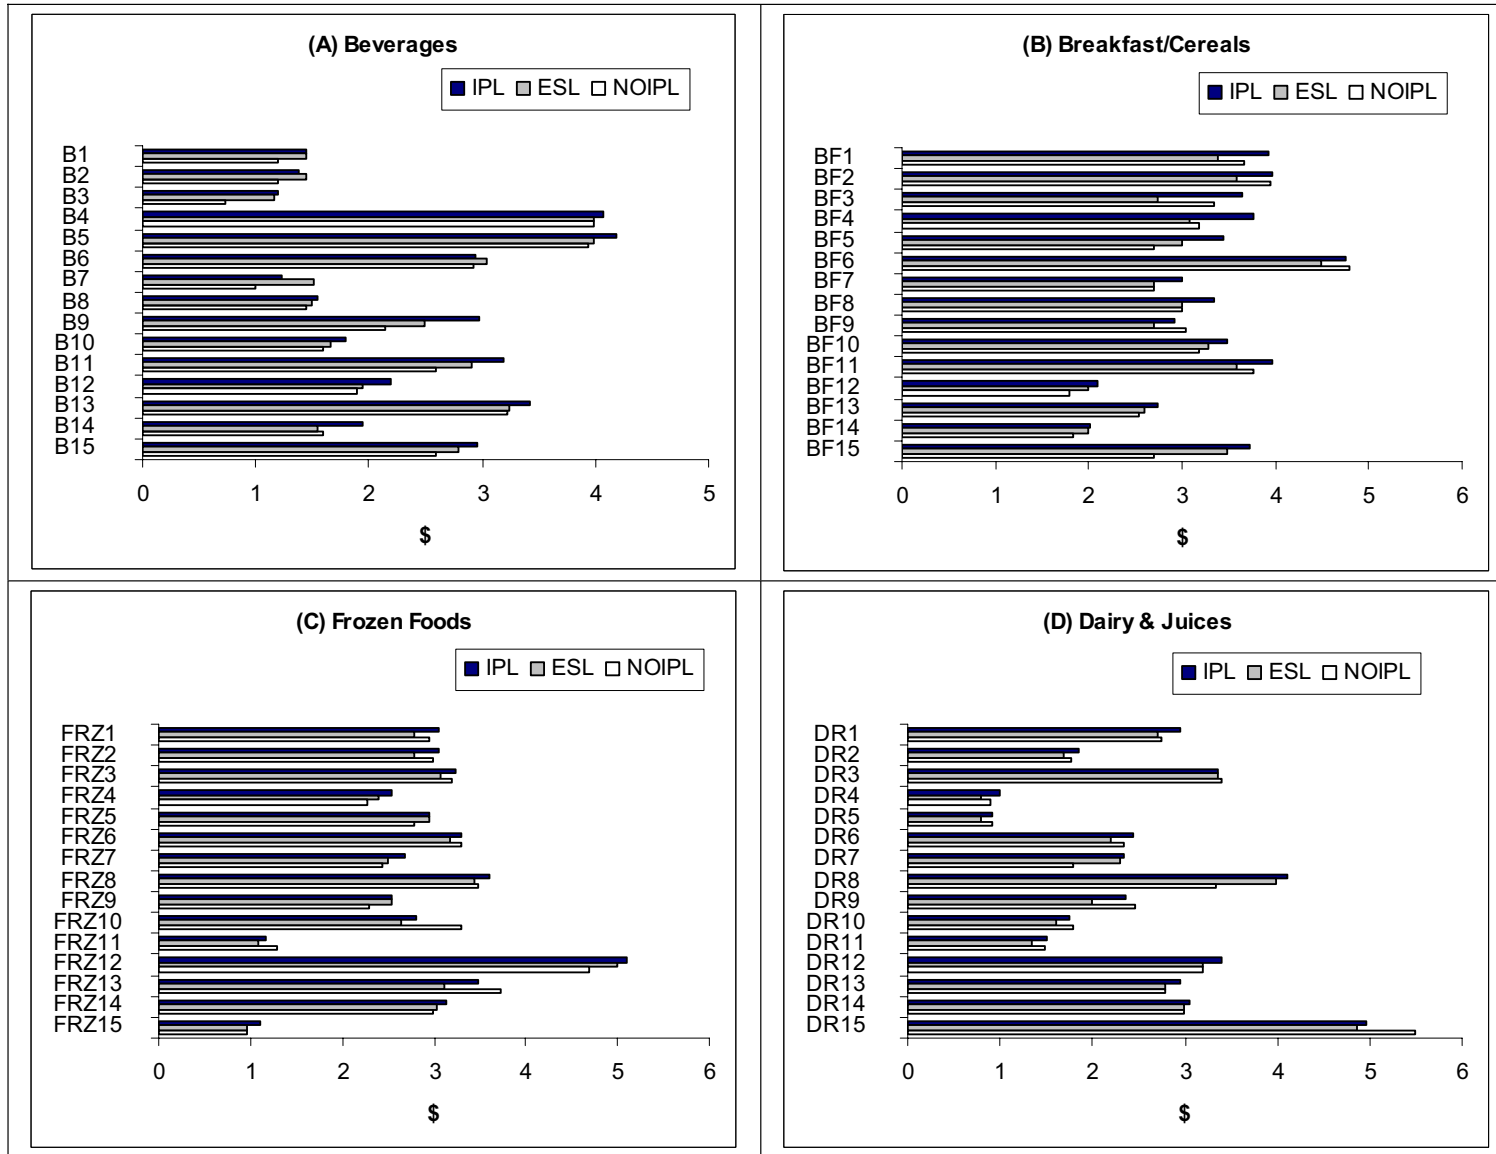 (A) Beverages
IPL ESL NOIPL
B1
B2
B3
B4
B5
B6
B7
B8
B9
B10
B11
B12
B13
B14
B15
0 1 2 3 4 5
$
(B) Breakfast/Cereals
IPL ESL NOIPL
BF1
BF2
BF3
BF4
BF5
BF6
BF7
BF8
BF9
BF10
BF11
BF12
BF13
BF14
BF15
0 1 2 3 4 5 6
$
(C) Frozen Foods
IPL ESL NOIPL
FRZ1
FRZ2
FRZ3
FRZ4
FRZ5
FRZ6
FRZ7
FRZ8
FRZ9
FRZ10
FRZ11
FRZ12
FRZ13
FRZ14
FRZ15
0 1 2 3 4 5 6
$
(D) Dairy & Juices
IPL ESL NOIPL
DR1
DR2
DR3
DR4
DR5
DR6
DR7
DR8
DR9
DR10
DR11
DR12
DR13
DR14
DR15
0 1 2 3 4 5 6
$